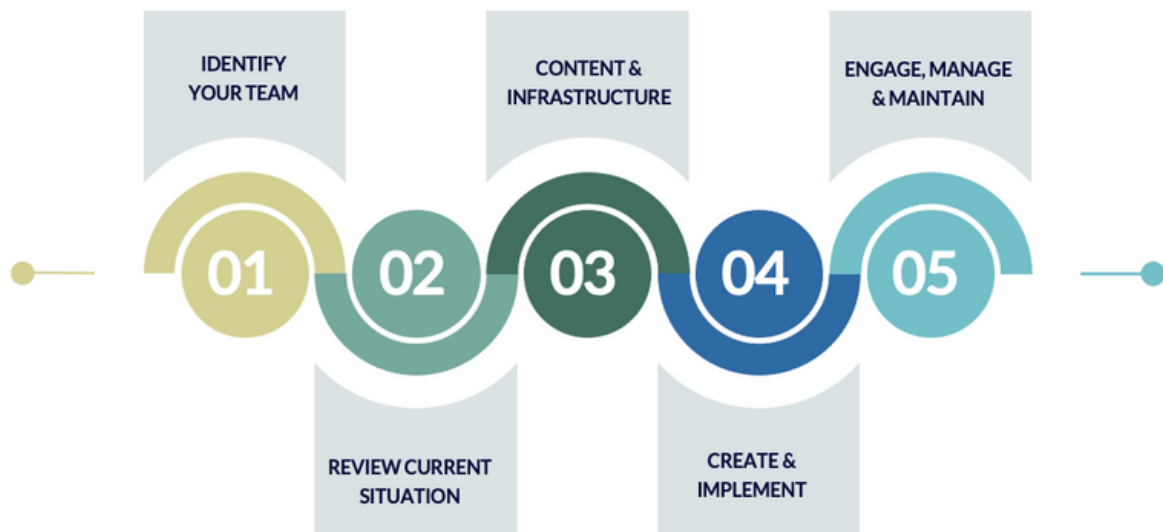 IDENTIFY
YOUR TEAM
01
REVIEW CURRENT
SITUATION
02
CONTENT &
INFRASTRUCTURE
03
CREATE &
IMPLEMENT
04
ENGAGE, MANAGE
& MAINTAIN
05